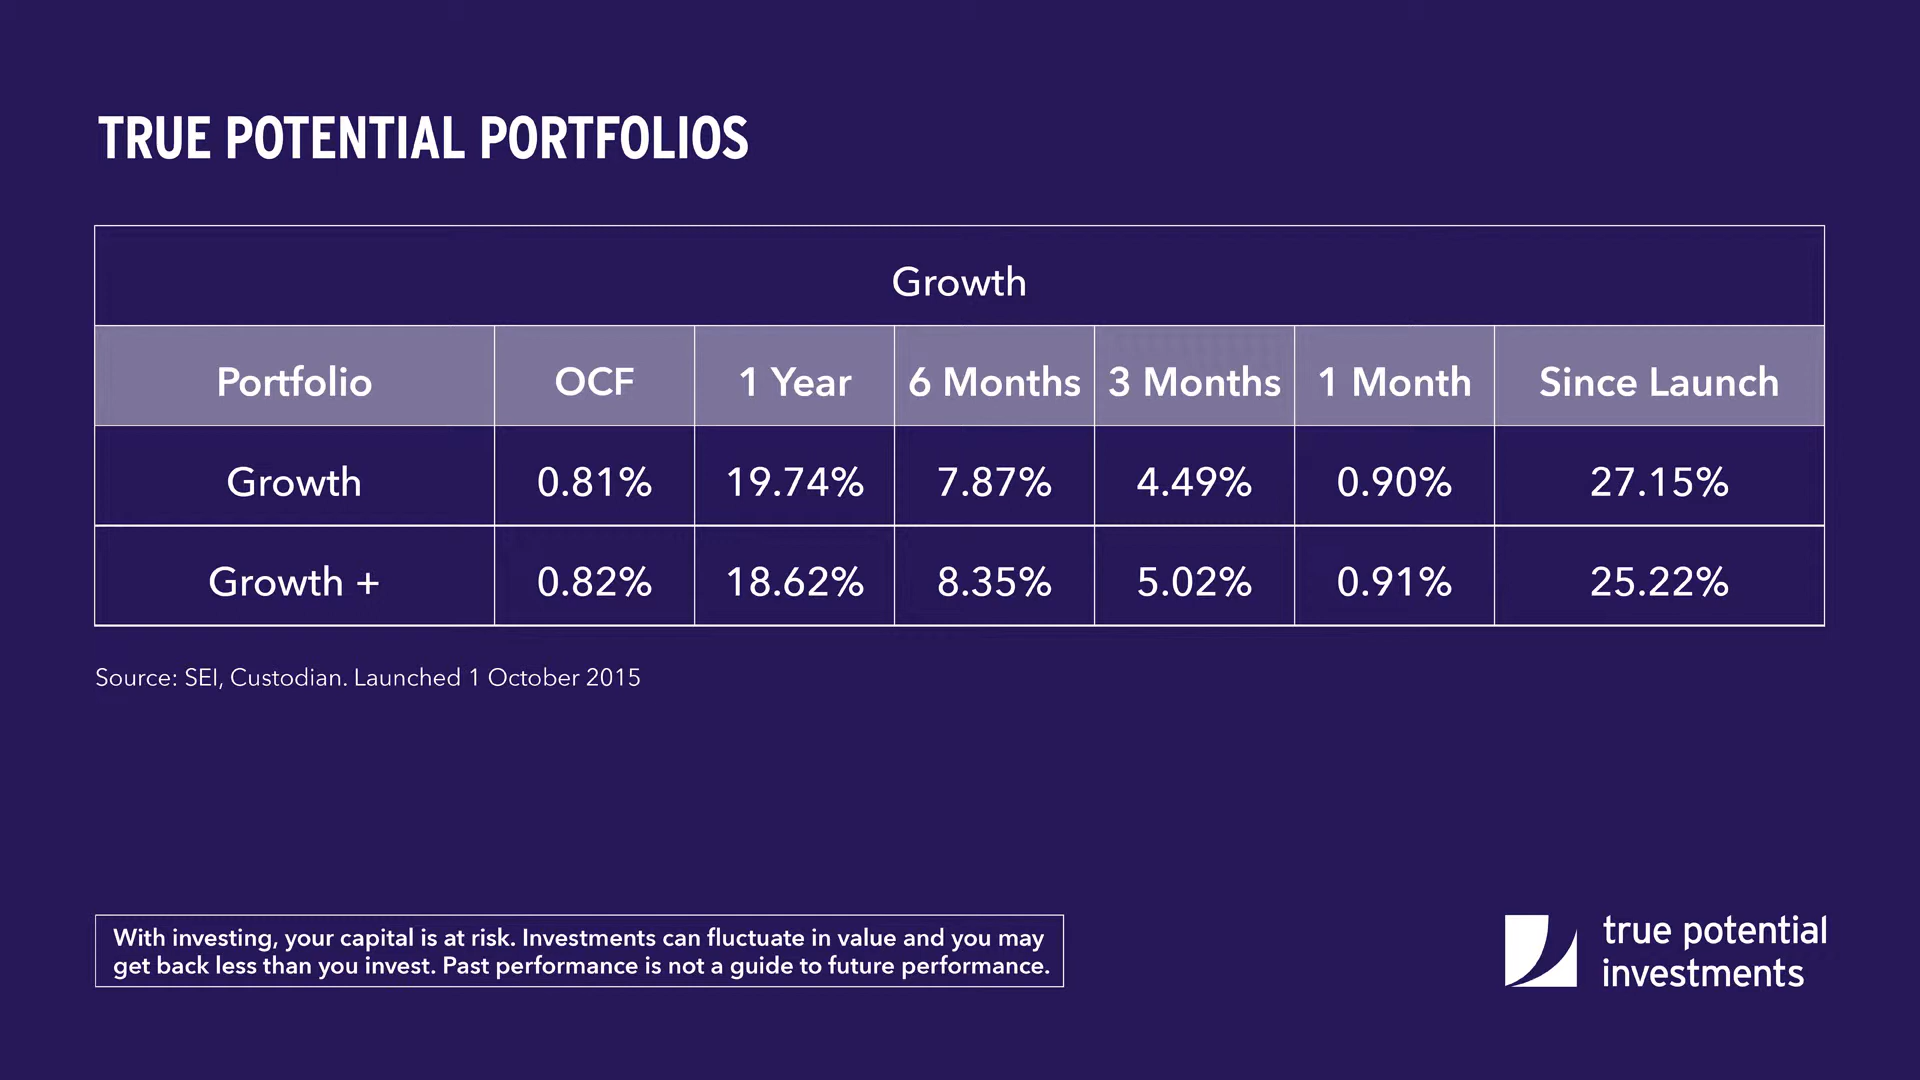 TRUE POTENTIAL PORTFOLIOS
Growth
Portfolio OCF 1 Year 6 Months 3 Months 1 Month Since Launch
Growth 0.81% 19.74% 7.87% 4.49% 0.90% 27.15%
Growth + 0.82% 18.62% 8.35% 5.02% 0.91% 25.22%
Source: SEI, Custodian. Launched 1 October 2015
With investing, your capital is at risk. Investments can fluctuate in value and you may
get back less than you invest. Past performance is not a guide to future performance.
true potential
investments